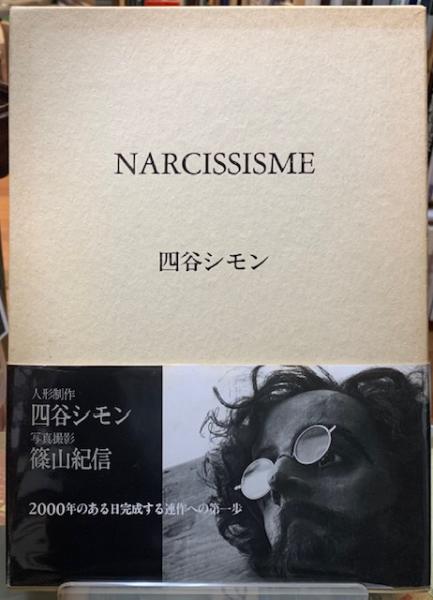 NARCISSISME
四谷シモン
人形制作
四谷シモン
写真撮影
篠山紀信
2000年のある日完成する連作への第一歩